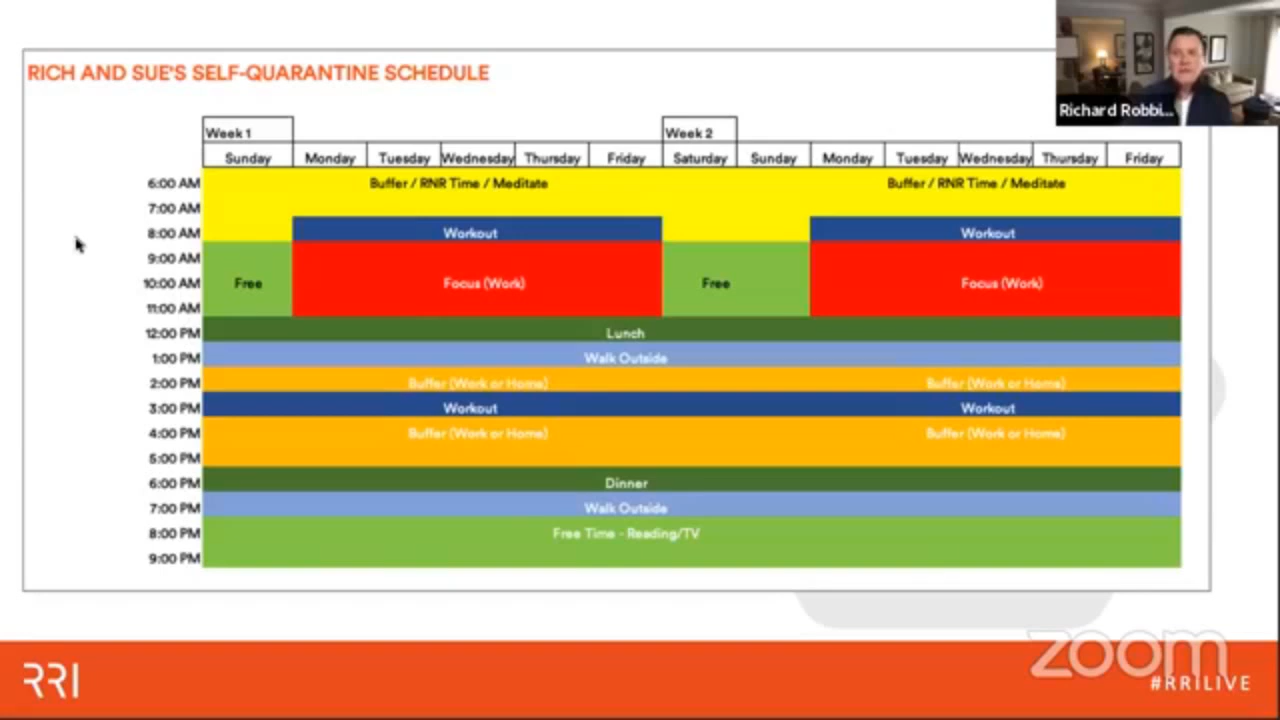 Richard Robbi...
RICH AND SUE'S SELF-QUARANTINE SCHEDULE
Week 1 Week 2
Sunday Monday Tuesday Wednesday Thursday Friday Saturday Sunday Monday Tuesday Wednesday Thursday Friday
6:00 AM Buffer / RNR Time / Meditate Buffer / RNR Time / Meditate
7:00 AM
8:00 AM Workout Workout
9:00 AM
10:00 AM Free Focus (Work) Free Focus (Work)
11:00 AM
12:00 PM Lunch
1:00 PM Walk Outside
2:00 PM Buffer (Work or Home) Buffer (Work or Home)
3:00 PM Workout Workout
4:00 PM Buffer (Work or Home) Buffer (Work or Home)
5:00 PM
6:00 PM Dinner
7:00 PM Walk Outside
8:00 PM Free Time - Reading/TV
9:00 PM
RRI
zoom
#RRILIVE